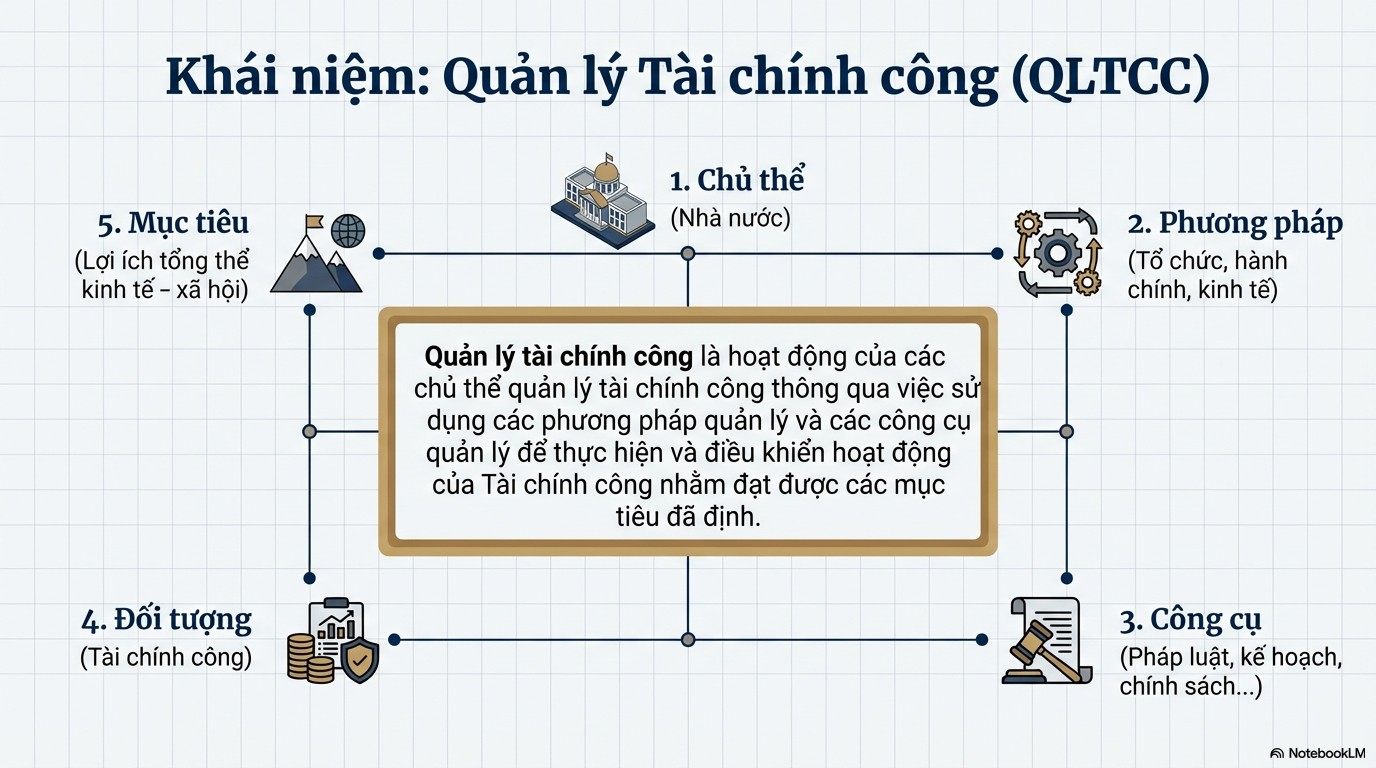 Khái niệm: Quản lý Tài chính công (QLTCC)
1. Chủ thể
(Nhà nước)
2. Phương pháp
(Tổ chức, hành
chính, kinh tế)
3. Công cụ
(Pháp luật, kế hoạch,
chính sách...)
4. Đối tượng
(Tài chính công)
5. Mục tiêu
(Lợi ích tổng thể
kinh tế – xã hội)
Quản lý tài chính công là hoạt động của các
chủ thể quản lý tài chính công thông qua việc sử
dụng các phương pháp quản lý và các công cụ
quản lý để thực hiện và điều khiển hoạt động
của Tài chính công nhằm đạt được các mục
tiêu đã định.
NotebookLM